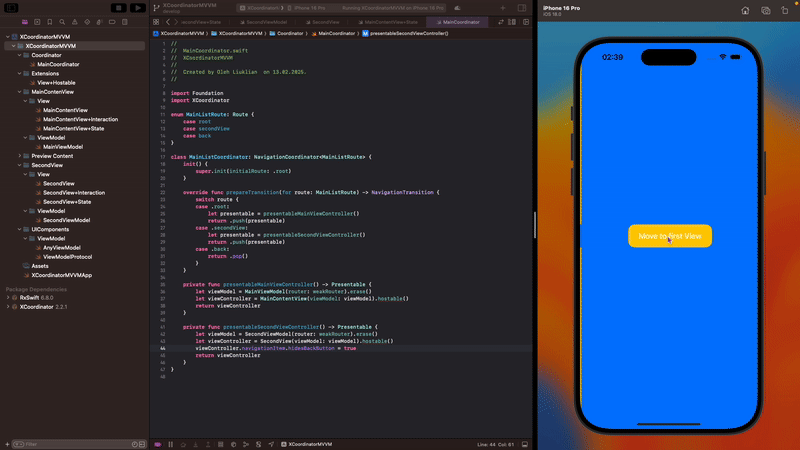 XCoordinatorMVVM
develop
XCoordinatorMVVM
iPhone 16 Pro
Running XCoordinatorMVVM on iPhone 16 Pro
condView+State
SecondViewModel
SecondView
MainContentView+State
MainCoordinator
XCoordinatorMVVM
XCoordinatorMVVM
Coordinator
MainCoordinator
presentableSecondViewController()
XCoordinatorMVVM
XCoordinatorMVVM
Coordinator
MainCoordinator
Extensions
View+Hostable
MainContenView
View
MainContentView
MainContentView+Interaction
MainContentView+State
ViewModel
MainViewModel
Preview Content
SecondView
View
SecondView
SecondView+Interaction
SecondView+State
ViewModel
SecondViewModel
UIComponents
ViewModel
AnyViewModel
ViewModelProtocol
Assets
XCoordinatorMVVMApp
Package Dependencies
RxSwift 6.8.0
XCoordinator 2.2.1
Filter
1 //
2 // MainCoordinator.swift
3 // XCoordinatorMVVM
4 //
5 // Created by Oleh Liuklian on 13.02.2025.
6 //
7
8 import Foundation
9 import XCoordinator
10
11 enum MainListRoute: Route {
12 case root
13 case secondView
14 case back
15 }
16
17 class MainListCoordinator: NavigationCoordinator<MainListRoute> {
18 init() {
19 super.init(initialRoute: .root)
20 }
21
22 override func prepareTransition(for route: MainListRoute) -> NavigationTransition {
23 switch route {
24 case .root:
25 let presentable = presentableMainViewController()
26 return .push(presentable)
27 case .secondView:
28 let presentable = presentableSecondViewController()
29 return .push(presentable)
30 case .back:
31 return .pop()
32 }
33 }
34
35 private func presentableMainViewController() -> Presentable {
36 let viewModel = MainViewModel(router: weakRouter).erase()
37 let viewController = MainContentView(viewModel: viewModel).hostable()
38 return viewController
39 }
40
41 private func presentableSecondViewController() -> Presentable {
42 let viewModel = SecondViewModel(router: weakRouter).erase()
43 let viewController = SecondView(viewModel: viewModel).hostable()
44 viewController.navigationItem.hidesBackButton = true
45 return viewController
46 }
47 }
48
XCoordinatorMVVM
Line: 44 Col: 61
iPhone 16 Pro
iOS 18.0
02:39
Move to first View